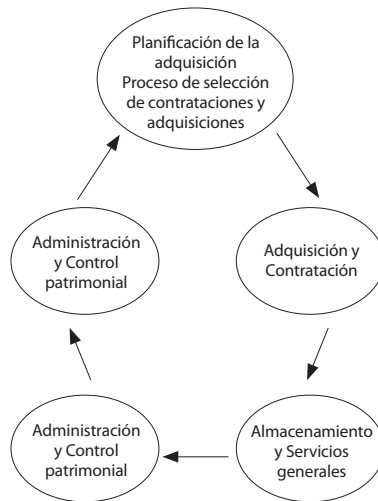 Planificación de la
adquisición
Proceso de selección
de contrataciones y
adquisiciones
Adquisición y
Contratación
Almacenamiento
y Servicios
generales
Administración
y Control
patrimonial
Administración
y Control
patrimonial